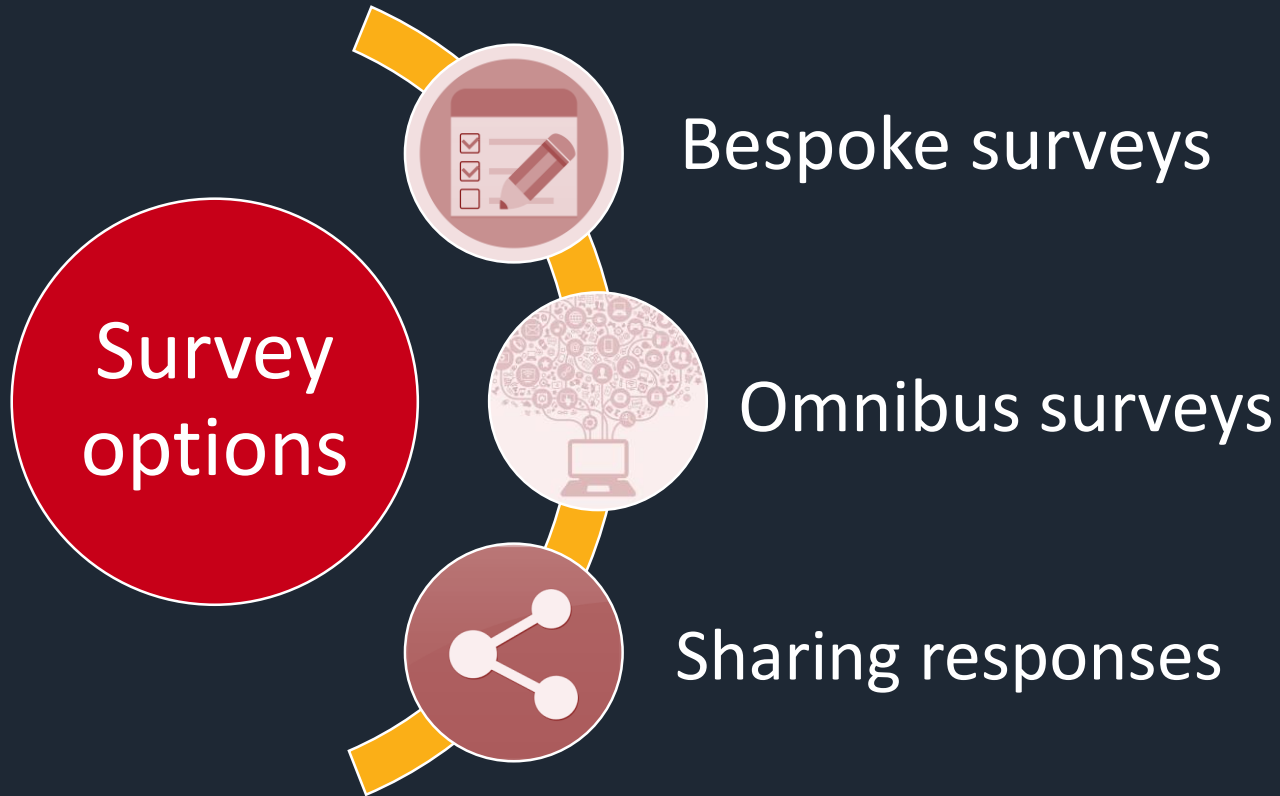 Survey
options
Bespoke surveys
Omnibus surveys
Sharing responses